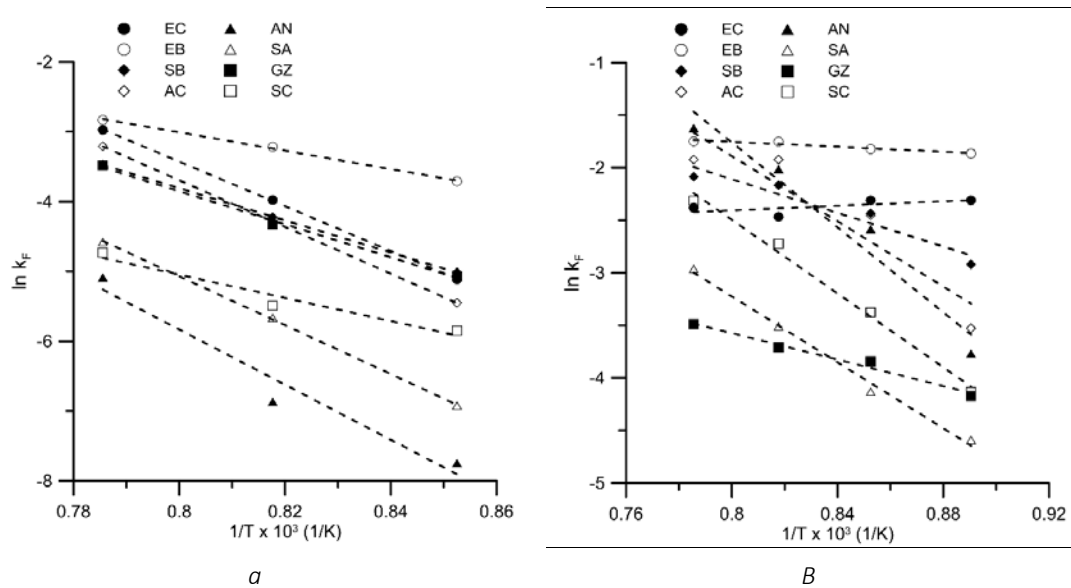 EC AN
EB SA
SB GZ
AC SC
-2
-4
-6
-8
ln k_F
0.78 0.8 0.82 0.84 0.86
1/T x 10³ (1/K)
a
EC AN
EB SA
SB GZ
AC SC
-1
-2
-3
-4
-5
ln k_F
0.76 0.8 0.84 0.88 0.92
1/T x 10³ (1/K)
B